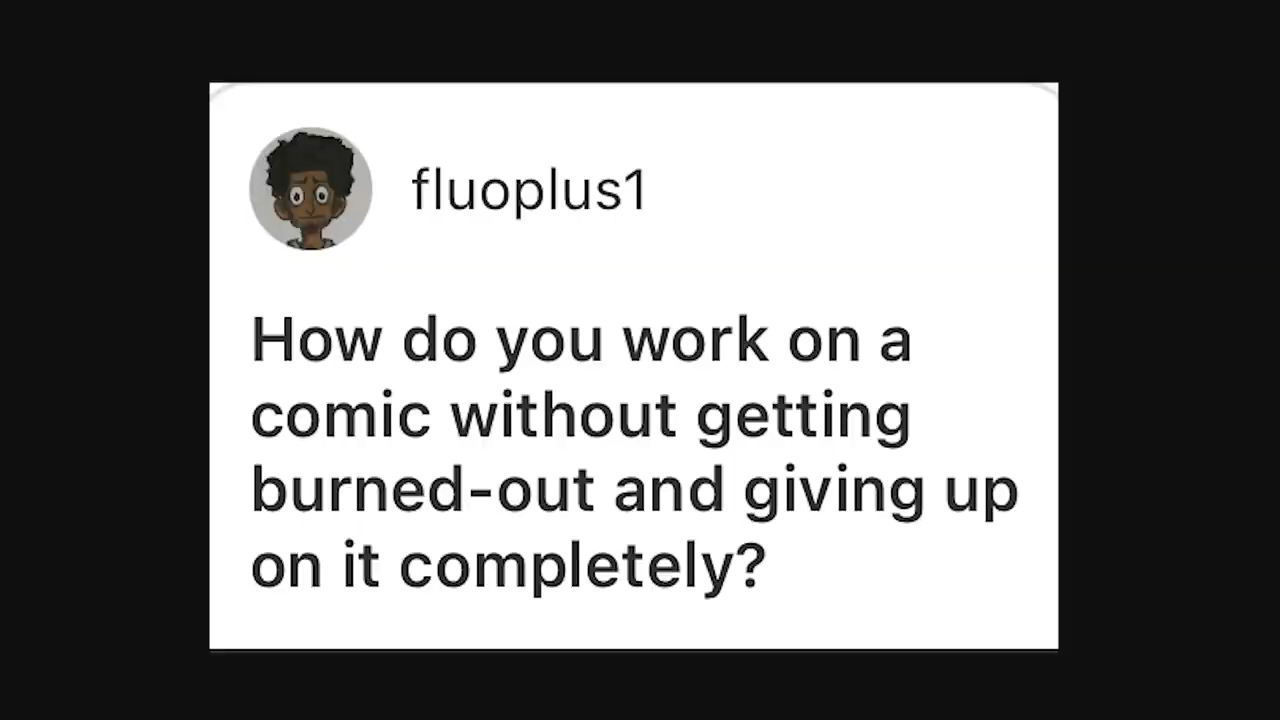 fluoplus1
How do you work on a
comic without getting
burned-out and giving up
on it completely?